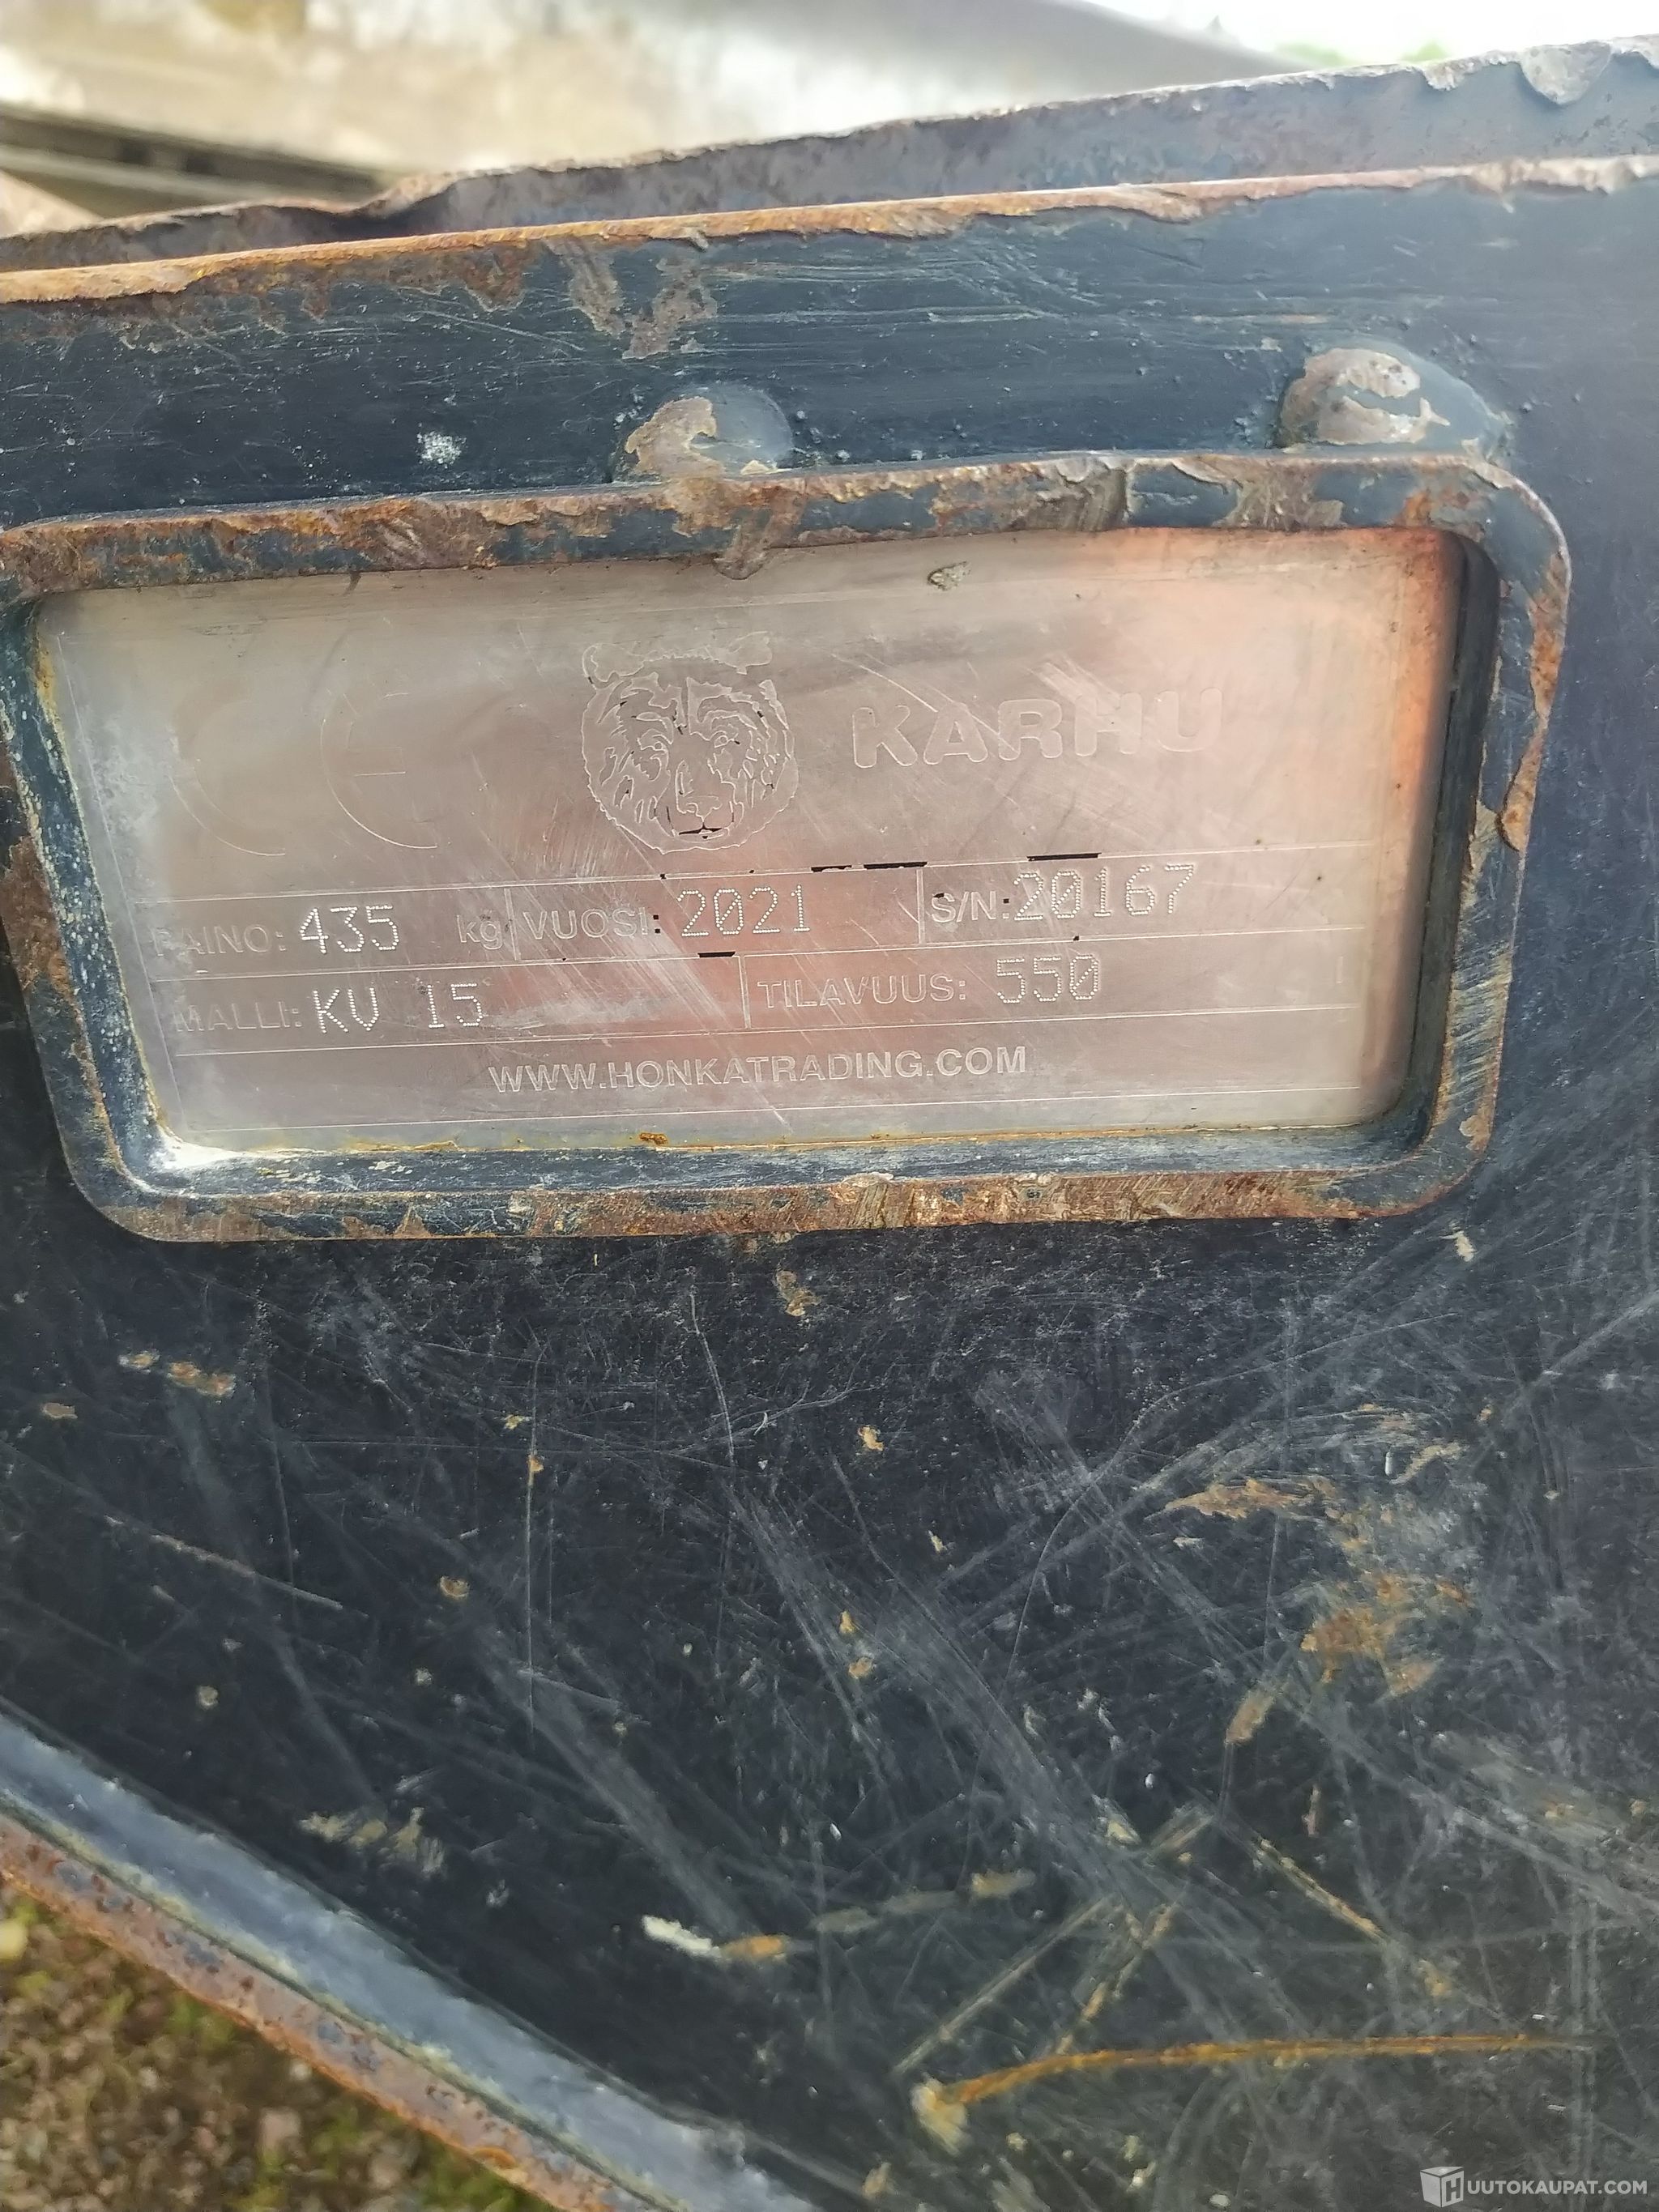 CE KARHU
PAINO: 435 kg VUOSI: 2021 S/N: 20167
MALLI: KV 15 TILAVUUS: 550
WWW.HONKATRADING.COM
HUUTOKAUPAT.COM